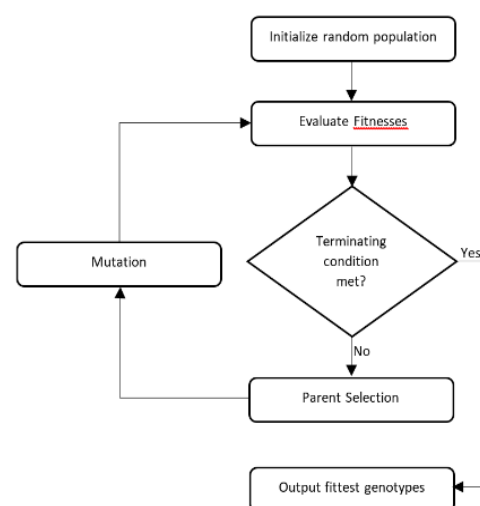 Initialize random population
Evaluate Fitnesses
Terminating
condition
met?
Yes
Mutation
No
Parent Selection
Output fittest genotypes